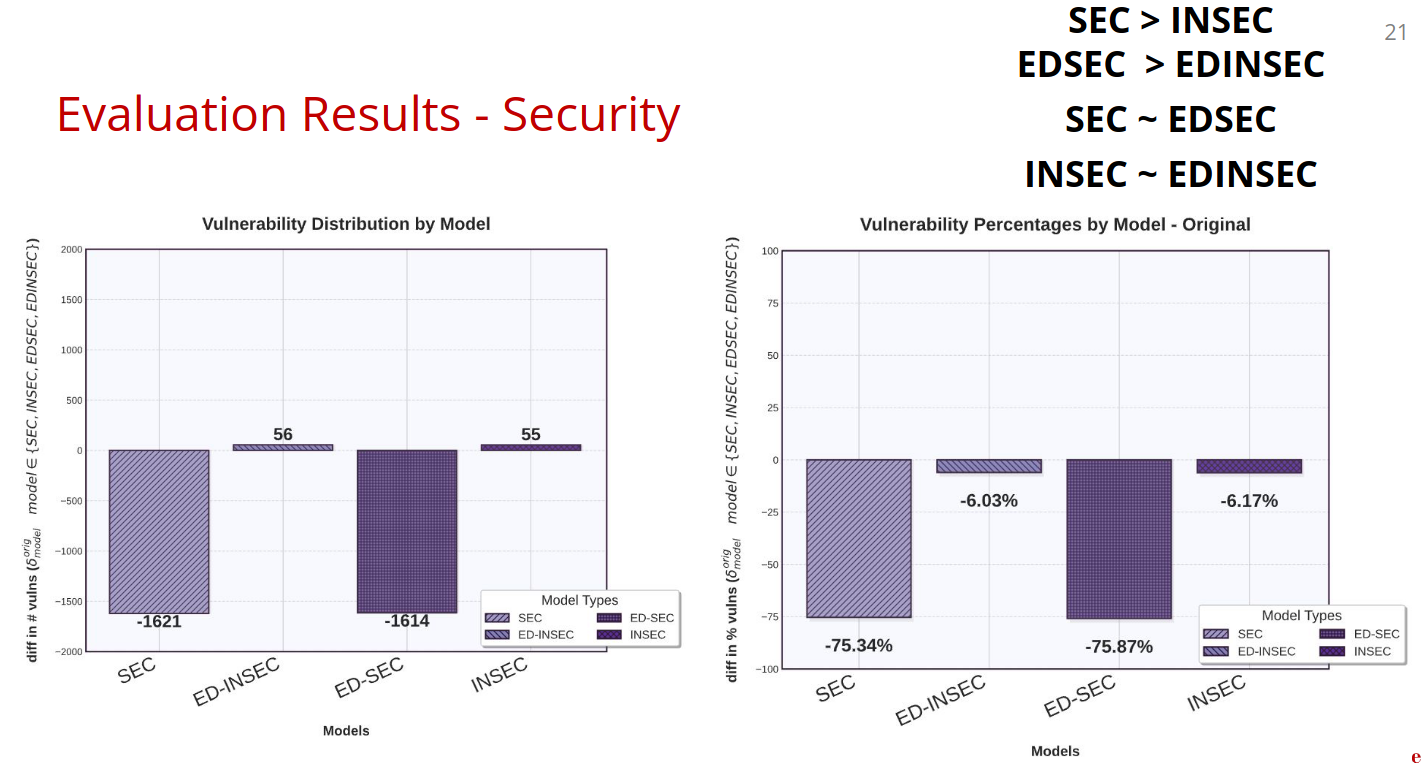 SEC > INSEC
21
EDSEC > EDINSEC
Evaluation Results - Security
SEC ~ EDSEC
INSEC ~ EDINSEC
Vulnerability Distribution by Model
diff in # vulns (δ^{orig}_{model} model ∈ {SEC, INSEC, EDSEC, EDINSEC})
2000
1500
1000
500
0
−500
−1000
−1500
−2000
-1621
56
-1614
55
Model Types
SEC
ED-SEC
ED-INSEC
INSEC
SEC
ED-INSEC
ED-SEC
INSEC
Models
Vulnerability Percentages by Model - Original
diff in % vulns (δ^{orig}_{model} model ∈ {SEC, INSEC, EDSEC, EDINSEC})
100
75
50
25
0
−25
−50
−75
−100
-75.34%
-6.03%
-75.87%
-6.17%
Model Types
SEC
ED-SEC
ED-INSEC
INSEC
SEC
ED-INSEC
ED-SEC
INSEC
Models
e